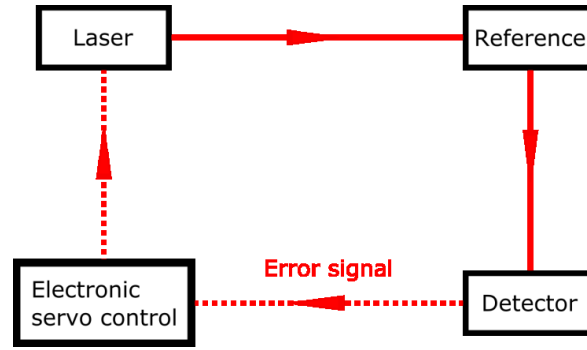 Laser
Reference
Error signal
Electronic
servo control
Detector